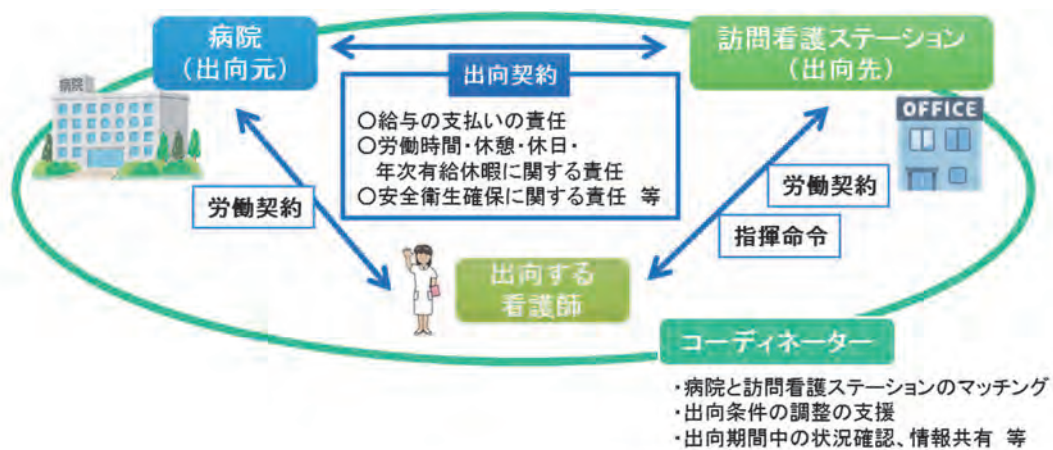 病院
（出向元）
訪問看護ステーション
（出向先）
病院
出向契約
OFFICE
○給与の支払いの責任
○労働時間・休憩・休日・
年次有給休暇に関する責任
○安全衛生確保に関する責任　等
労働契約
労働契約
指揮命令
出向する
看護師
コーディネーター
・病院と訪問看護ステーションのマッチング
・出向条件の調整の支援
・出向期間中の状況確認、情報共有　等